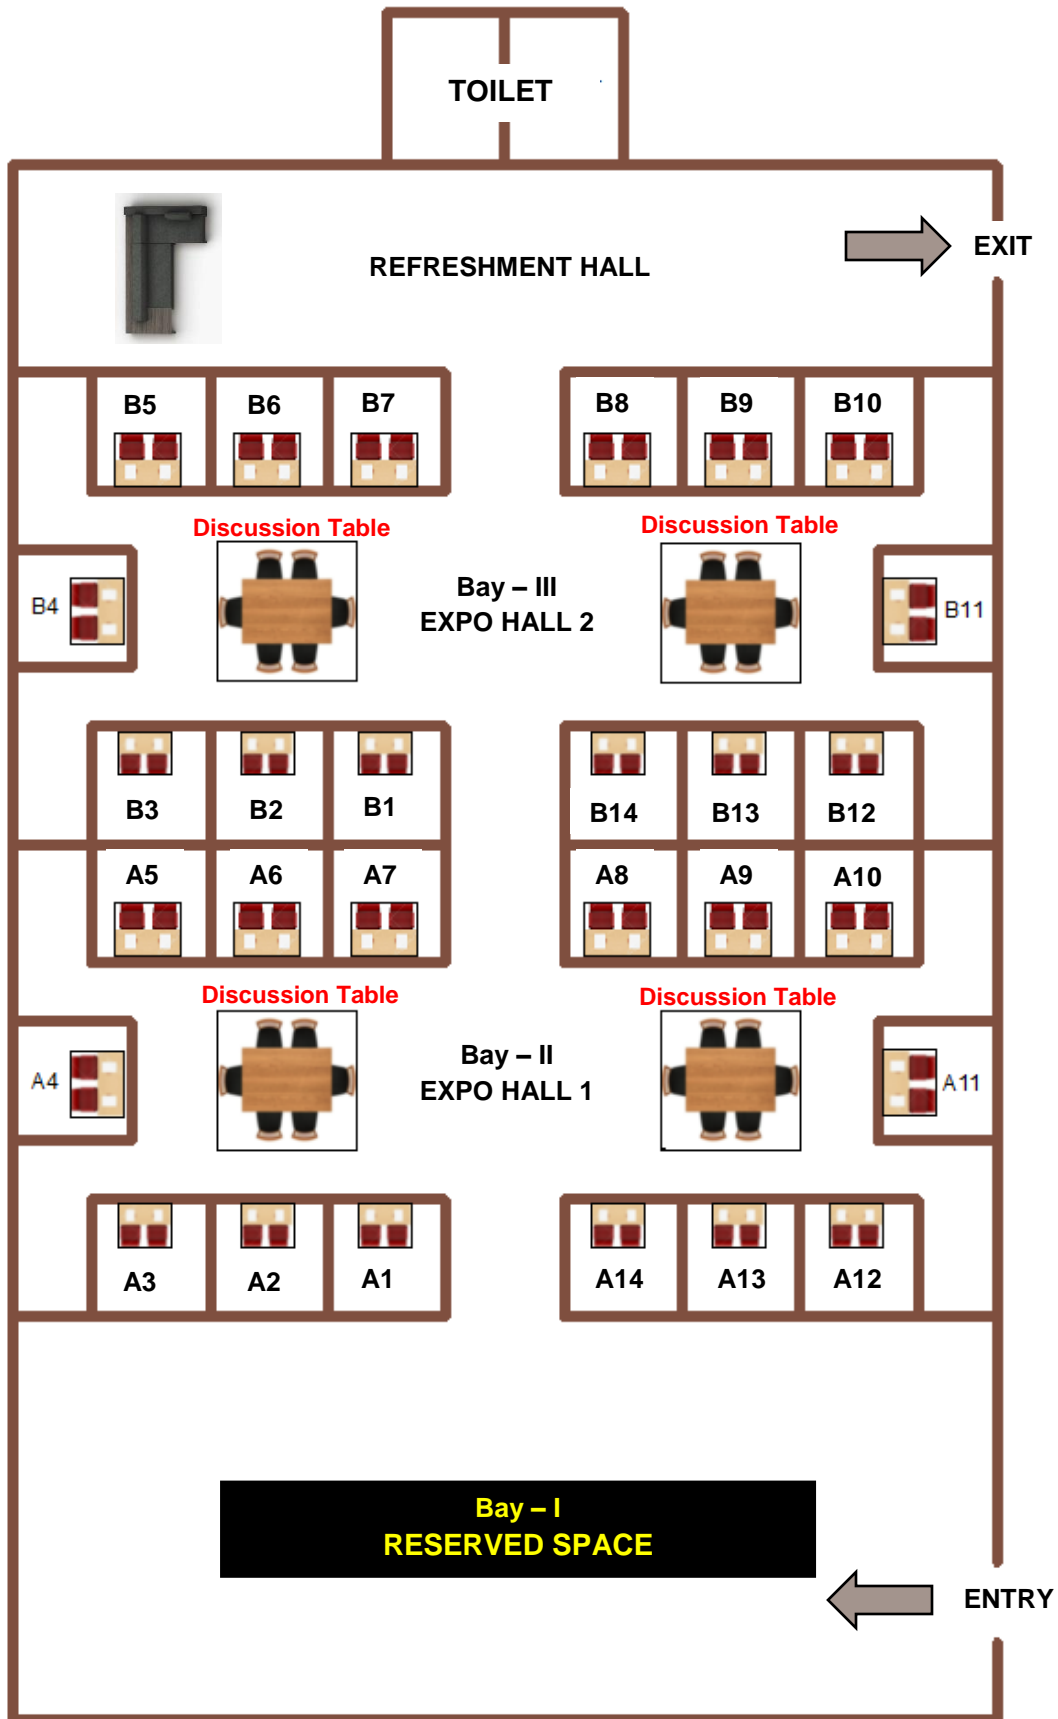 TOILET
EXIT
REFRESHMENT HALL
B5 B6 B7 B8 B9 B10
Discussion Table Discussion Table
Bay – III
EXPO HALL 2
B4 B11
B3 B2 B1 B14 B13 B12
A5 A6 A7 A8 A9 A10
Discussion Table Discussion Table
Bay – II
EXPO HALL 1
A4 A11
A3 A2 A1 A14 A13 A12
Bay – I
RESERVED SPACE
ENTRY